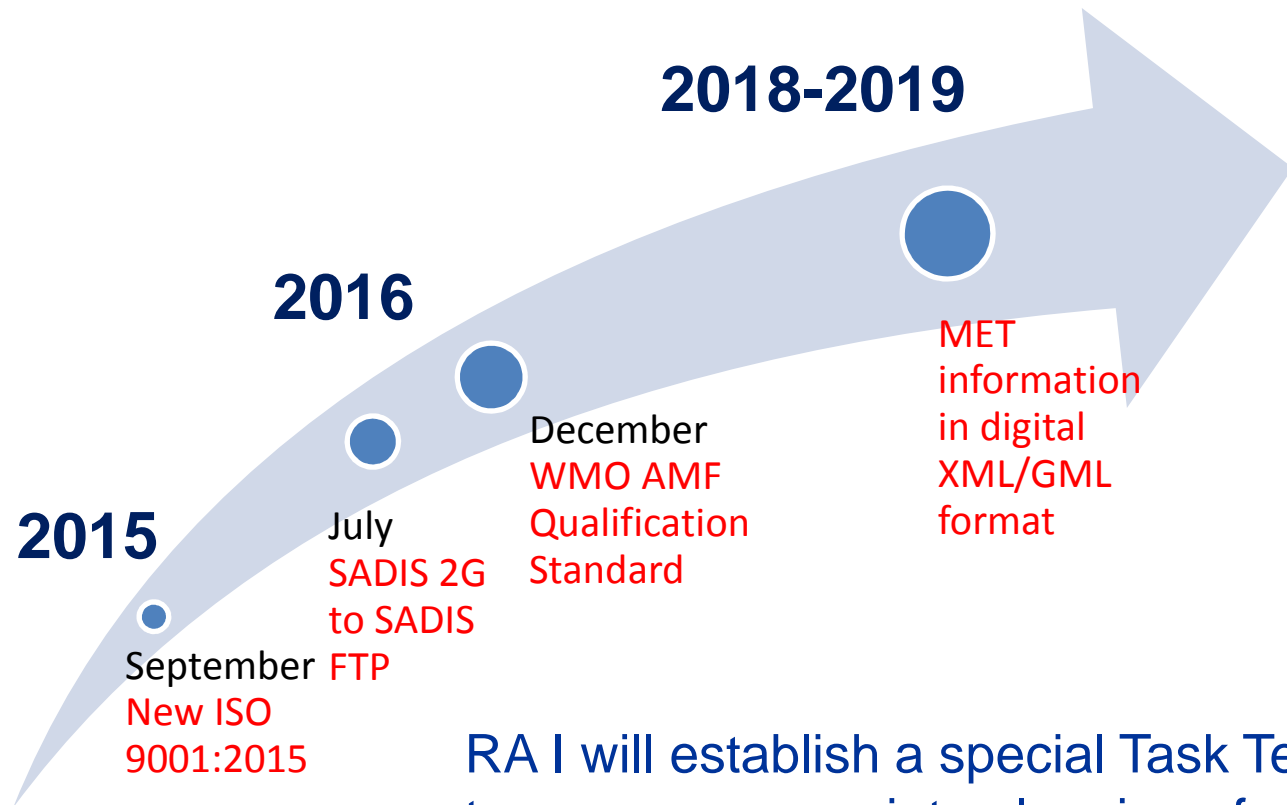 2018-2019
2016
2015
September
New ISO
9001:2015
July
SADIS 2G
to SADIS
FTP
December
WMO AMF
Qualification
Standard
MET
information
in digital
XML/GML
format
RA I will establish a special Task